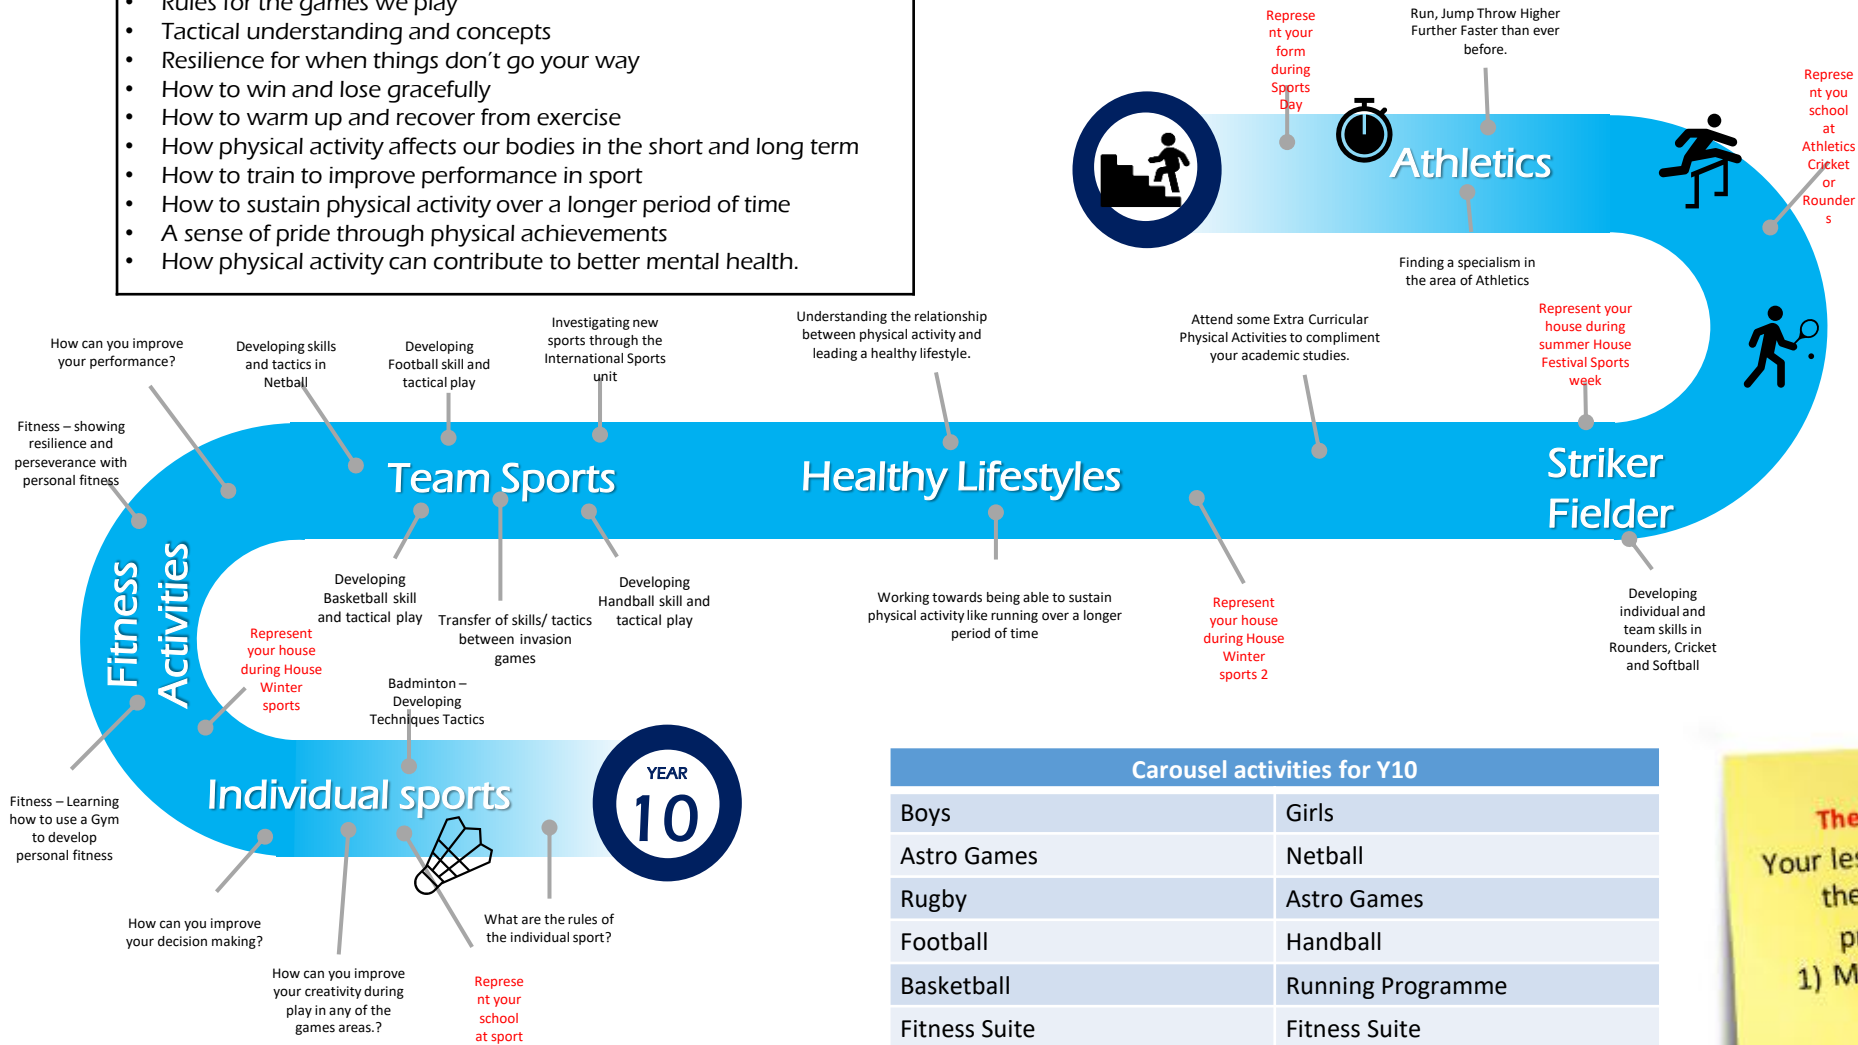 • Rules for the games we play
• Tactical understanding and concepts
• Resilience for when things don't go your way
• How to win and lose gracefully
• How to warm up and recover from exercise
• How physical activity affects our bodies in the short and long term
• How to train to improve performance in sport
• How to sustain physical activity over a longer period of time
• A sense of pride through physical achievements
• How physical activity can contribute to better mental health.
Represe
nt your
form
during
Sports
Day
Run, Jump Throw Higher
Further Faster than ever
before.
Represe
nt you
school
at
Athletics
Cricket
or
Rounder
s
Athletics
Finding a specialism in
the area of Athletics
How can you improve
your performance?
Developing skills
and tactics in
Netball
Developing
Football skill and
tactical play
Investigating new
sports through the
International Sports
unit
Understanding the relationship
between physical activity and
leading a healthy lifestyle.
Attend some Extra Curricular
Physical Activities to compliment
your academic studies.
Represent your
house during
summer House
Festival Sports
week
Fitness – showing
resilience and
perseverance with
personal fitness
Team Sports
Healthy Lifestyles
Striker
Fielder
Fitness
Activities
Developing
Basketball skill
and tactical play
Transfer of skills/ tactics
between invasion
games
Developing
Handball skill and
tactical play
Working towards being able to sustain
physical activity like running over a longer
period of time
Represent
your house
during House
Winter
sports 2
Developing
individual and
team skills in
Rounders, Cricket
and Softball
Represent
your house
during House
Winter
sports
Badminton –
Developing
Techniques Tactics
Individual sports
YEAR
10
Fitness – Learning
how to use a Gym
to develop
personal fitness
How can you improve
your decision making?
How can you improve
your creativity during
play in any of the
games areas.?
Represe
nt your
school
at sport
What are the rules of
the individual sport?
Carousel activities for Y10
Boys Girls
Astro Games Netball
Rugby Astro Games
Football Handball
Basketball Running Programme
Fitness Suite Fitness Suite
The
Your les
the
1) M